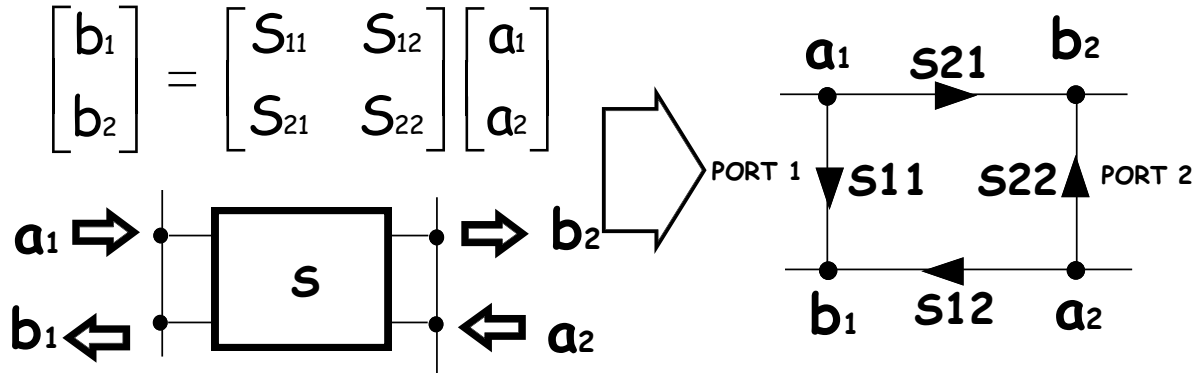 b1 = S11 S12 a1
b2 S21 S22 a2
a1 S b2
b1 a2
a1 S21 b2
PORT 1 S11 S22 PORT 2
b1 S12 a2